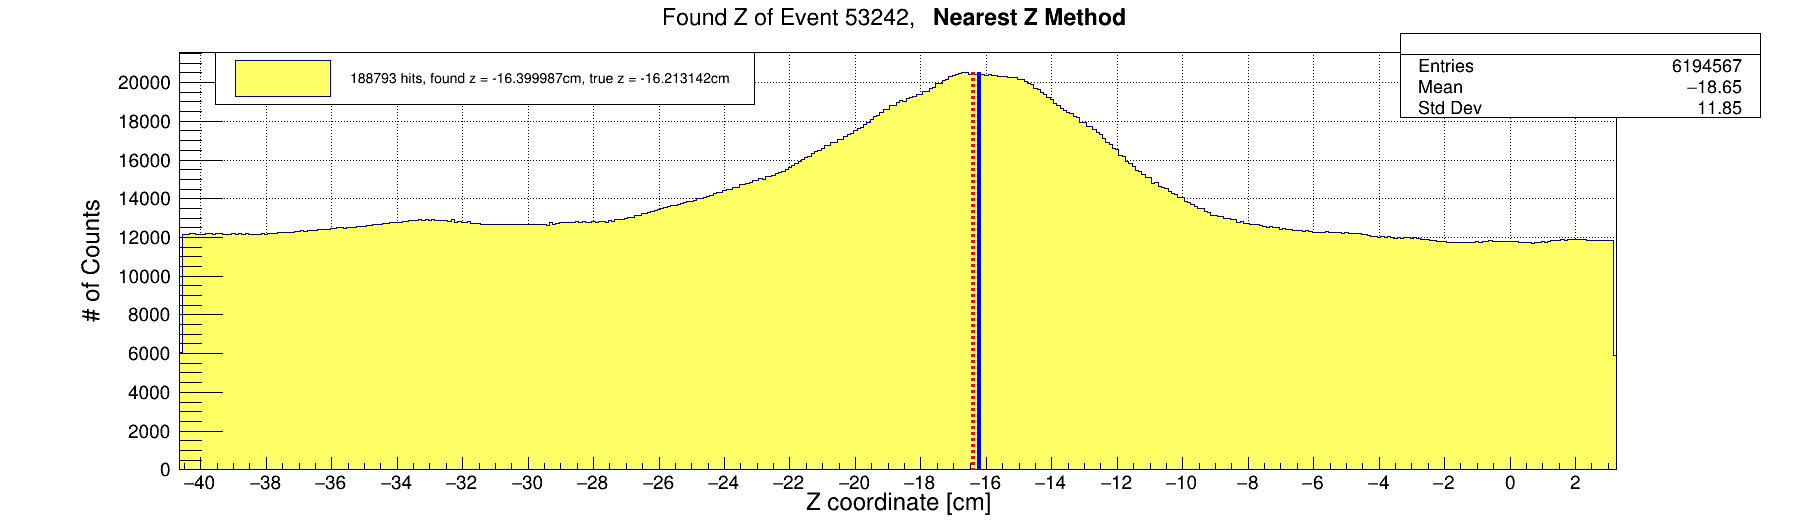 Found Z of Event 53242, Nearest Z Method
188793 hits, found z = -16.399987cm, true z = -16.213142cm
Entries 6194567
Mean −18.65
Std Dev 11.85
# of Counts
20000
18000
16000
14000
12000
10000
8000
6000
4000
2000
0
−40 −38 −36 −34 −32 −30 −28 −26 −24 −22 −20 −18 −16 −14 −12 −10 −8 −6 −4 −2 0 2
Z coordinate [cm]